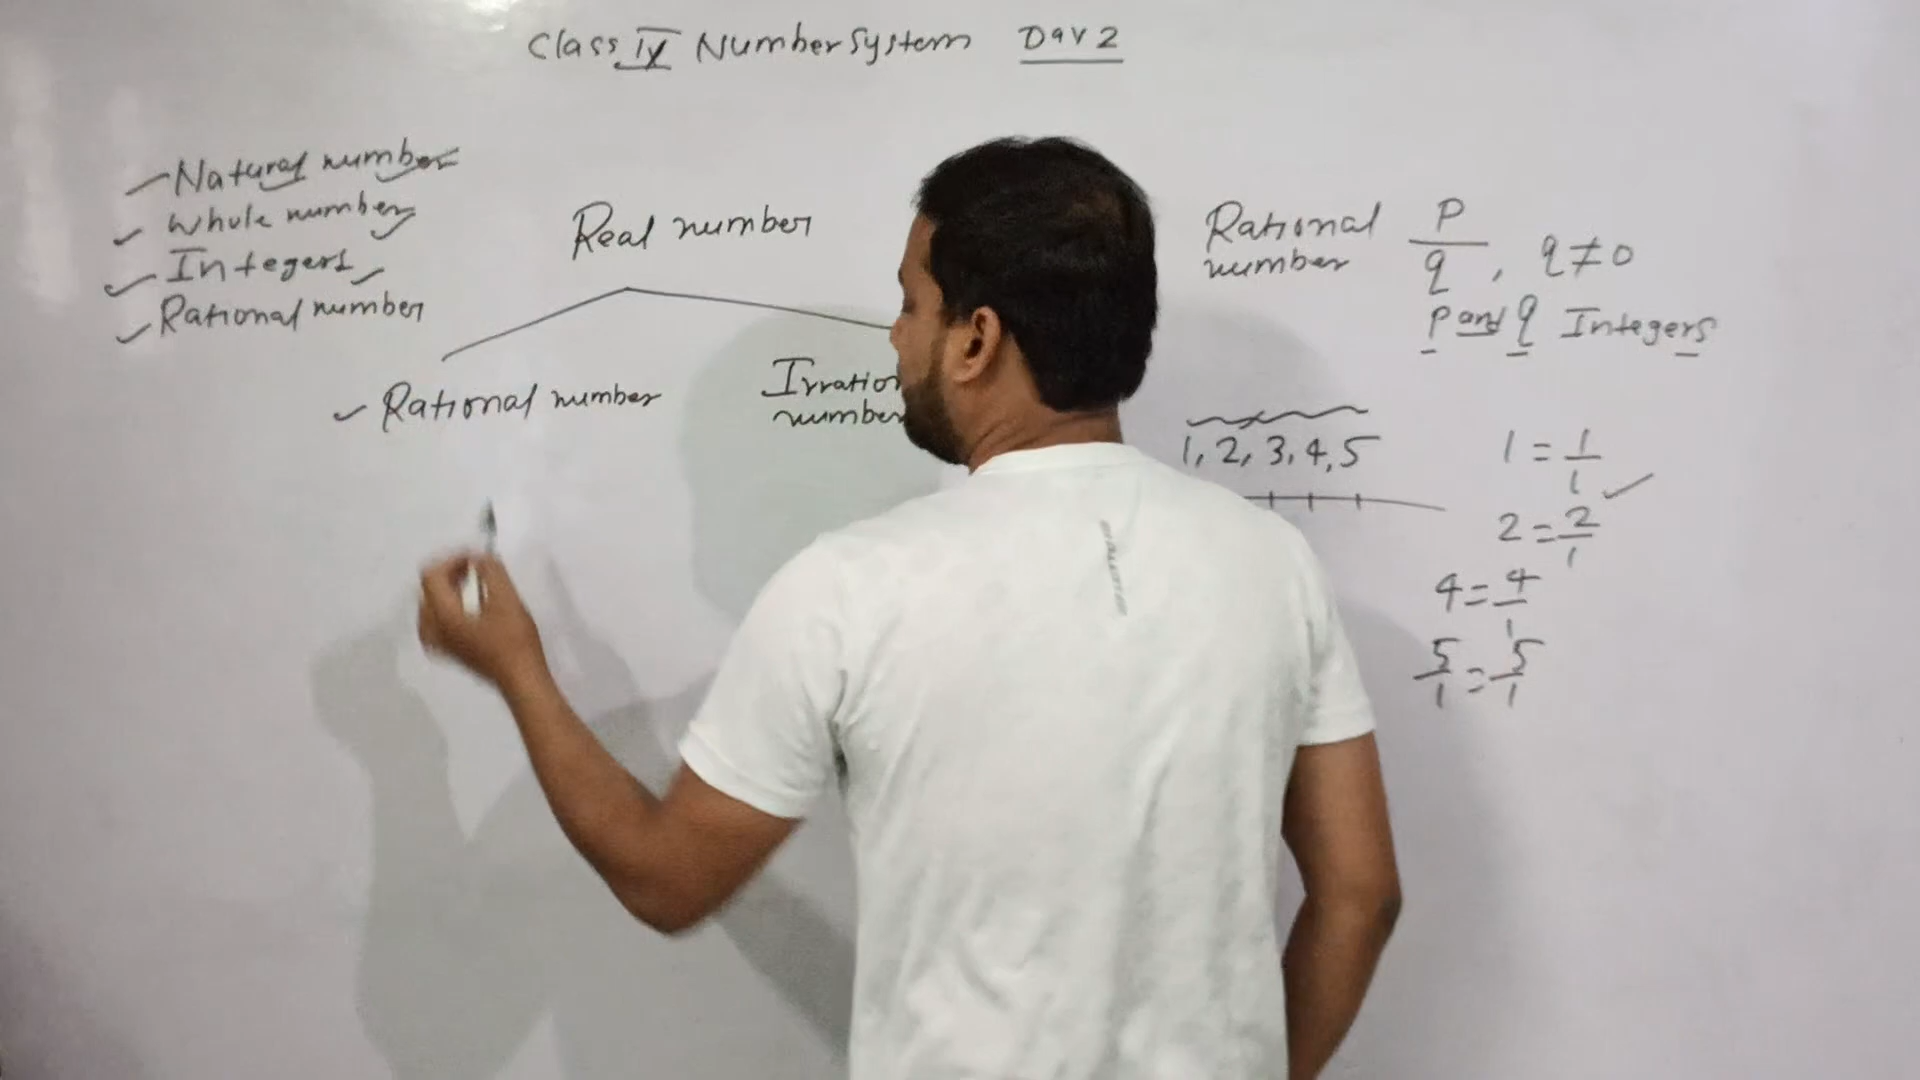 Class IX Number System Day 2
Natural number
Whole number
Integers
Rational number
Real number
Rational number
Irration
number
Rational
number
P
q , q ≠ 0
P and q Integers
1, 2, 3, 4, 5
1 = 1/1
2 = 2/1
4 = 4/1
5/1 = 5/1